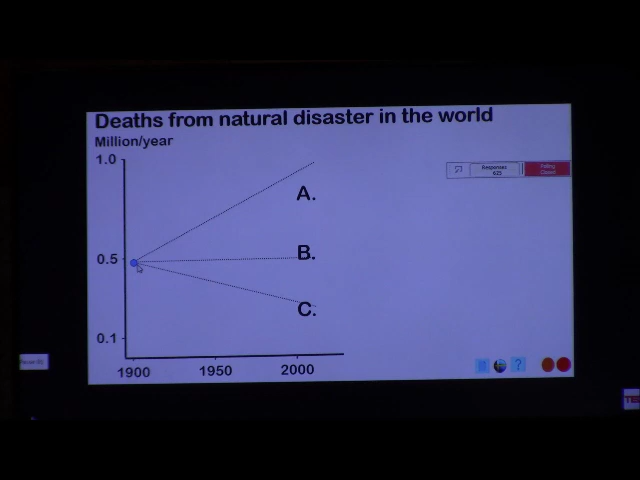 Deaths from natural disaster in the world
Million/year
1.0
Responses
623
Polling
Closed
A.
B.
0.5
C.
0.1
?
1900
1950
2000